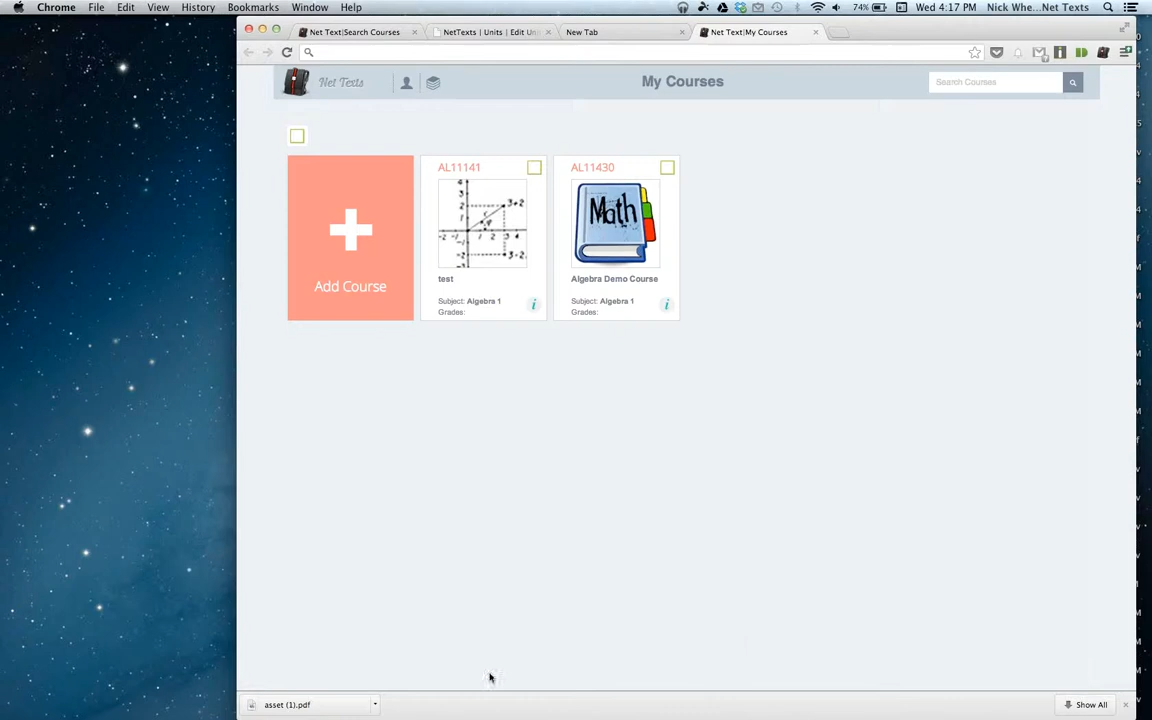 Chrome File Edit View History Bookmarks Window Help 74% Wed 4:17 PM Nick Whe...Net Texts
Net Text|Search Courses NetTexts | Units | Edit Un New Tab Net Text|My Courses
Net Texts My Courses Search Courses
Add Course
AL11141
test
Subject: Algebra 1
Grades:
AL11430
Math
Algebra Demo Course
Subject: Algebra 1
Grades:
asset (1).pdf Show All